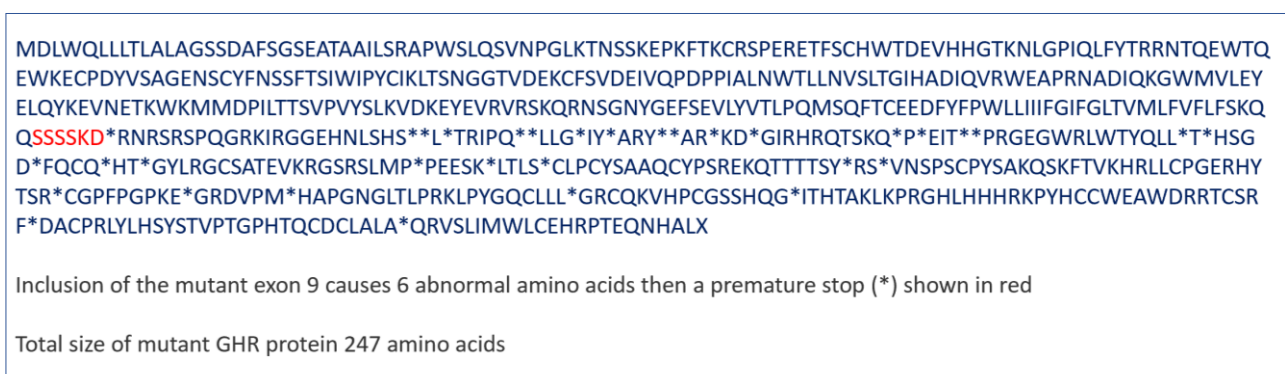 MDLWQLLLTLALAGSSDAFSGSEATAAILSRAPWSLQSVNPGLKTNSSKEPKFTKCRSPERETFSCHWTDEVHHGTKNLGPIQLFYTRRNTQEWTQ
EWKECPDYVSAGENSCYFNSSFTSIWIPYCIKLTSNGGTVDEKCFSVDEIVQPDPPIALNWTLLNVSLTGIHADIQVRWEAPRNADIQKGWMVLEY
ELQYKEVNETKWKMMDPILTTSVPVYSLKVDKEYEVRVRSKQRNSGNYGEFSEVLYVTLPQMSQFTCEEDFYFPWLLIIIFGIFGLTVMLFVFLFSKQ
QSSSSKD*RNRSRSPQGRKIRGGEHNLSHS**L*TRIPQ**LLG*IY*ARY**AR*KD*GIRHRQTSKQ*P*EIT**PRGEGWRLWTYQLL*T*HSG
D*FQCQ*HT*GYLRGCSATEVKRGSRSLMP*PEESK*LTLS*CLPCYSAAQCYPSREKQTTTTSY*RS*VNSPSCPYSAKQSKFTVKHRLLCPGERHY
TSR*CGPFPGPKE*GRDVPM*HAPGNGLTLPRKLPYGQCLLL*GRCQKVHPCGSSHQG*ITHTAKLKPRGHLHHHRKPYHCCWEAWDRRTCSR
F*DACPRLYLHSYSTVPTGPHTQCDCLALA*QRVSLIMWLCEHRPTEQNHALX
Inclusion of the mutant exon 9 causes 6 abnormal amino acids then a premature stop (*) shown in red
Total size of mutant GHR protein 247 amino acids